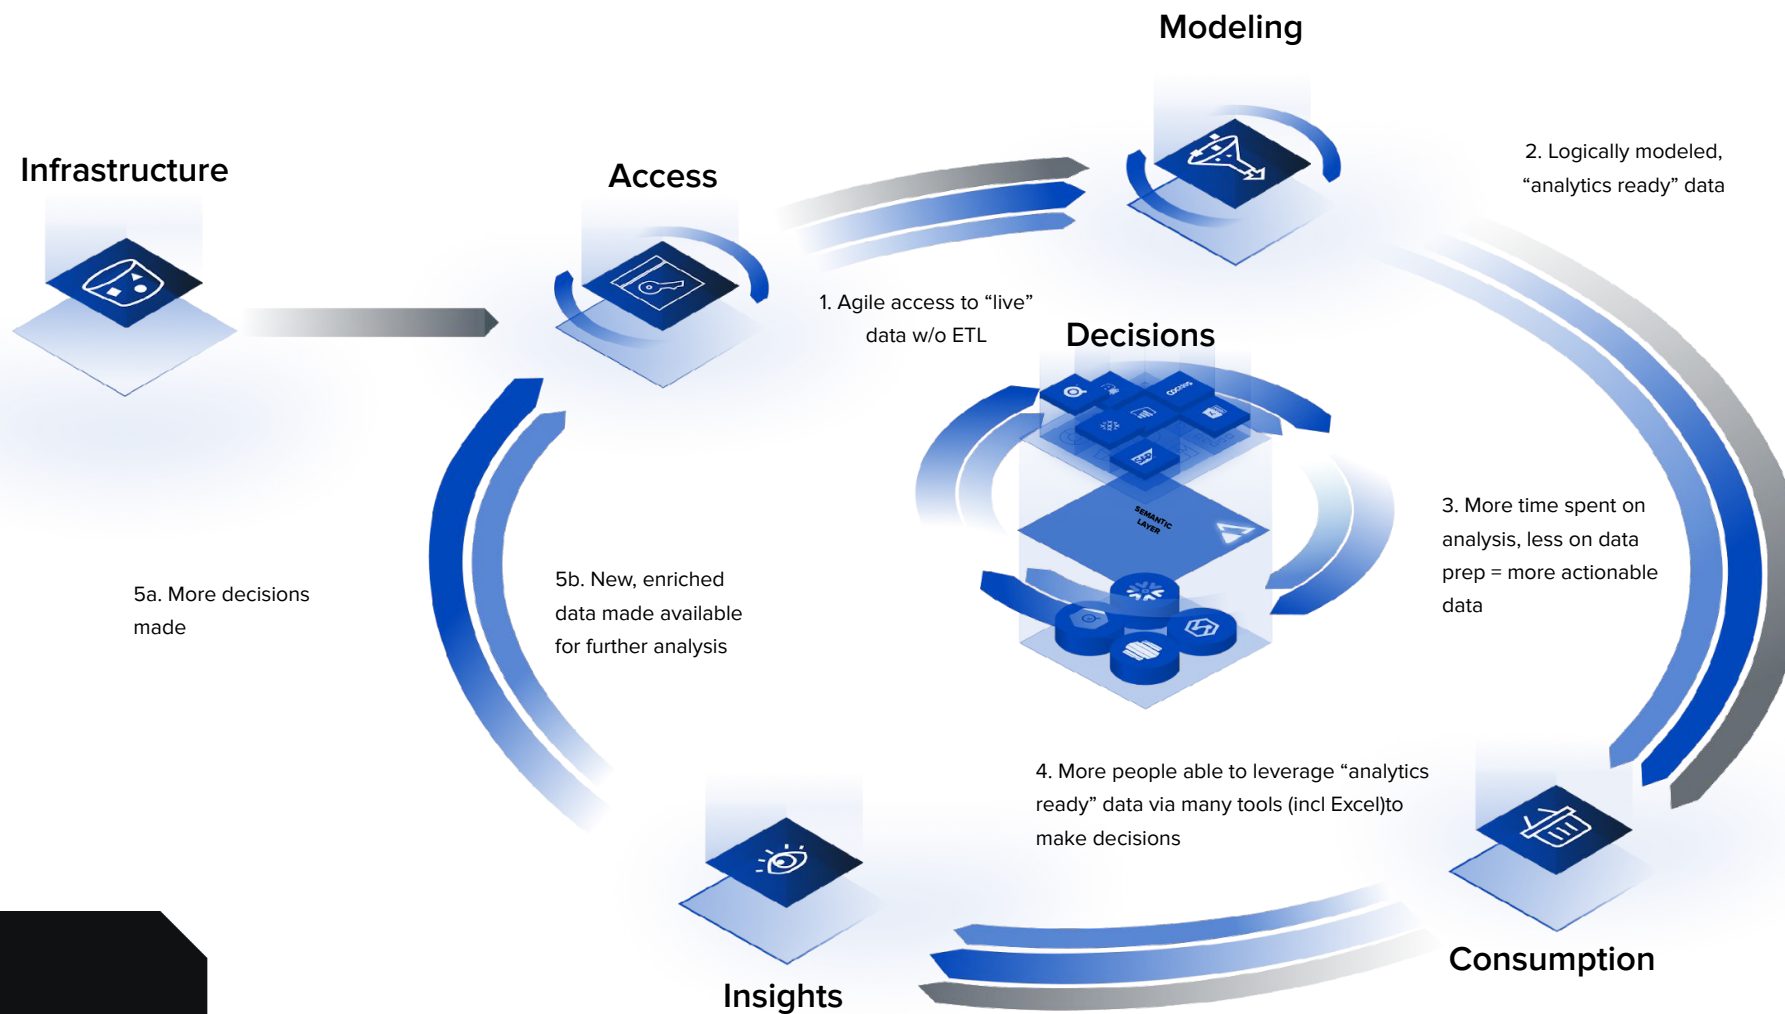 Modeling
Infrastructure
Access
2. Logically modeled,
“analytics ready” data
1. Agile access to “live”
data w/o ETL
Decisions
COGNOS
SAP
SEMANTIC
LAYER
3. More time spent on
analysis, less on data
prep = more actionable
data
5a. More decisions
made
5b. New, enriched
data made available
for further analysis
4. More people able to leverage “analytics
ready” data via many tools (incl Excel)to
make decisions
Consumption
Insights